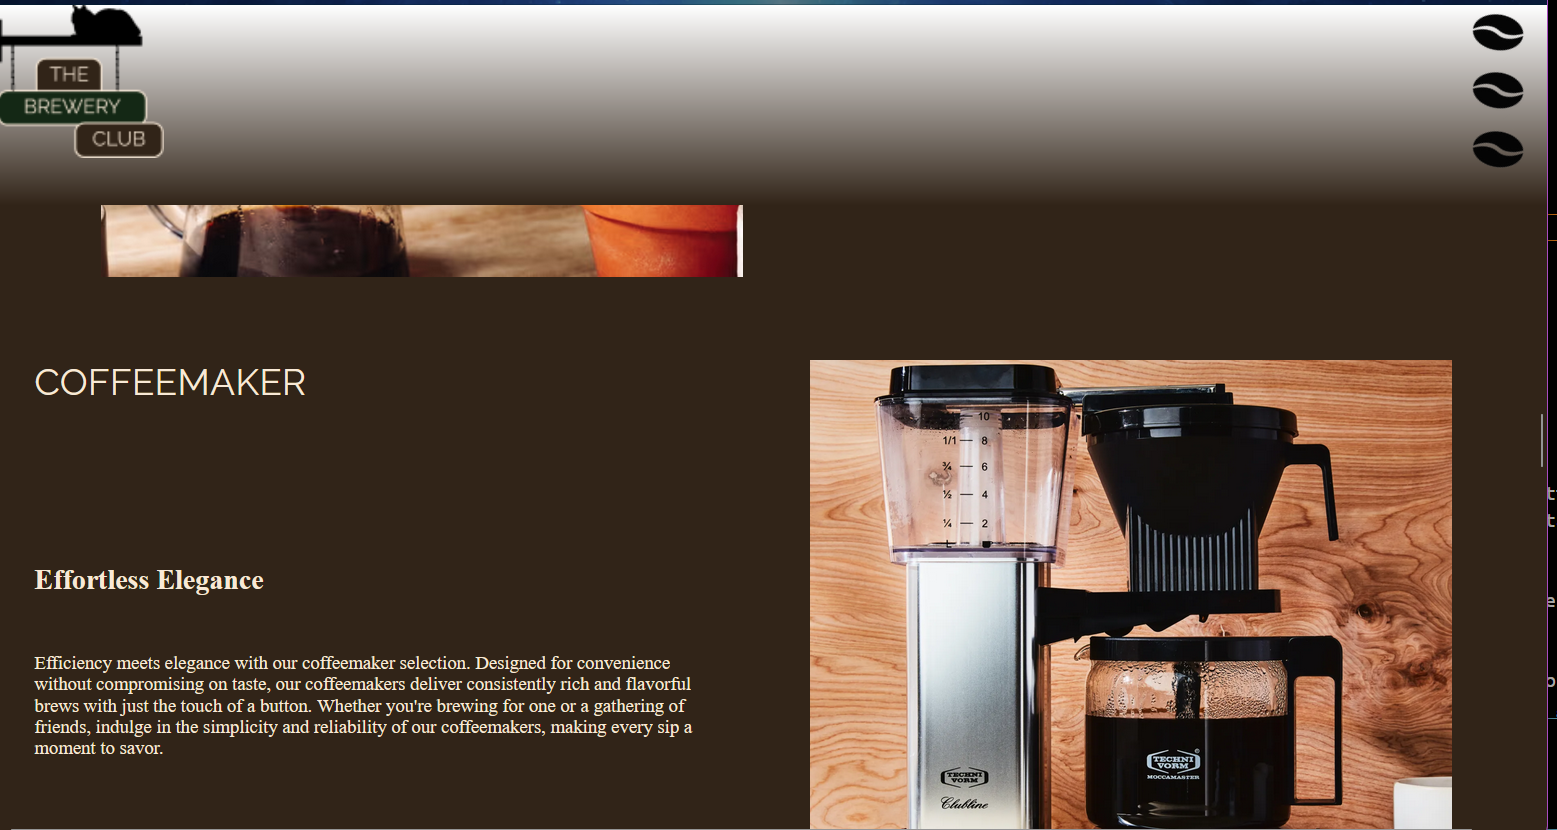 THE
BREWERY
CLUB
COFFEEMAKER
Effortless Elegance
Efficiency meets elegance with our coffeemaker selection. Designed for convenience
without compromising on taste, our coffeemakers deliver consistently rich and flavorful
brews with just the touch of a button. Whether you're brewing for one or a gathering of
friends, indulge in the simplicity and reliability of our coffeemakers, making every sip a
moment to savor.
10
1/1 8
¾ 6
½ 4
¼ 2
L
TECHNI
VORM
Clubline
TECHNI
VORM
®
MOCCAMASTER
t
t
e